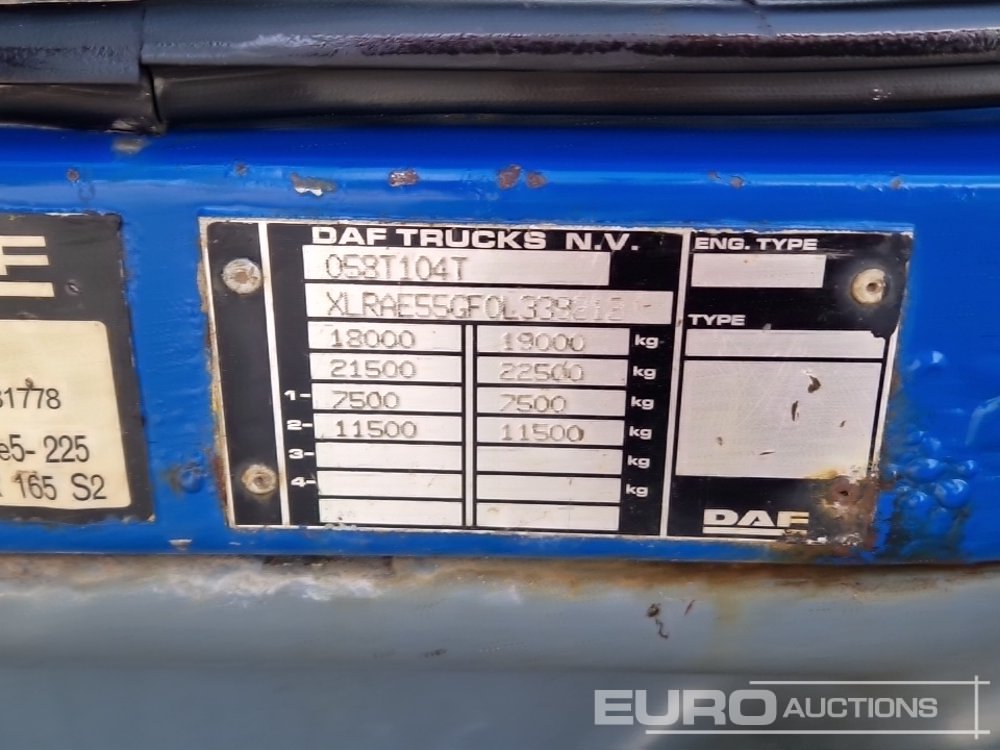 F
31778
e5- 225
165 S2
DAF TRUCKS N.V.
058T104T
18000 19000 kg
21500 22500 kg
1- 7500 7500 kg
2- 11500 11500 kg
3- kg
4- kg
ENG. TYPE
TYPE
DAF
EURO AUCTIONS